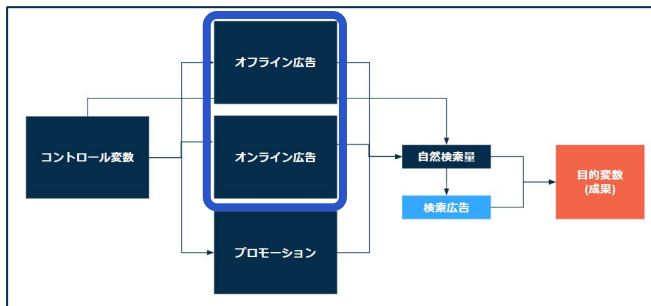 オフライン広告
コントロール変数
オンライン広告
自然検索量
目的変数
(成果)
検索広告
プロモーション